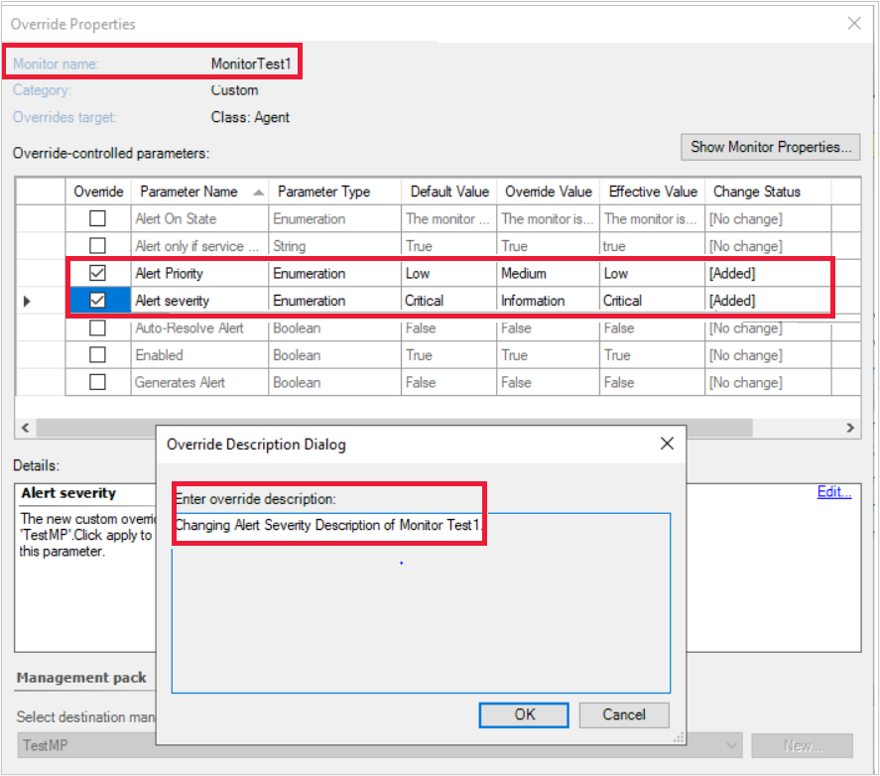 Override Properties
Monitor name: MonitorTest1
Category: Custom
Overrides target: Class: Agent
Override-controlled parameters:
Show Monitor Properties...
Override Parameter Name Parameter Type Default Value Override Value Effective Value Change Status
Alert On State Enumeration The monitor ... The monitor is... The monitor is... [No change]
Alert only if service ... String True True true [No change]
Alert Priority Enumeration Low Medium Low [Added]
Alert severity Enumeration Critical Information Critical [Added]
Auto-Resolve Alert Boolean False False False [No change]
Enabled Boolean True True True [No change]
Generates Alert Boolean False False False [No change]
Override Description Dialog
Enter override description:
Changing Alert Severity Description of Monitor Test1.
OK Cancel
Details:
Alert severity
Edit...
The new custom overri
'TestMP'.Click apply to
this parameter.
Management pack
Select destination man
TestMP
New...